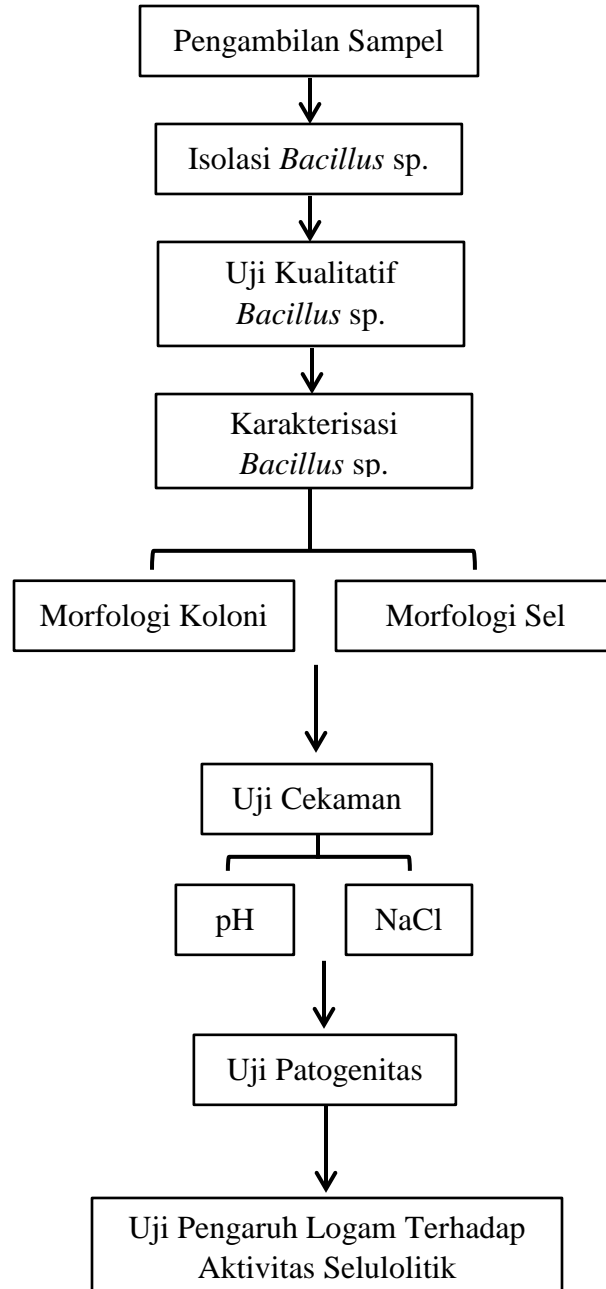 Pengambilan Sampel
Isolasi Bacillus sp.
Uji Kualitatif
Bacillus sp.
Karakterisasi
Bacillus sp.
Morfologi Koloni
Morfologi Sel
Uji Cekaman
pH
NaCl
Uji Patogenitas
Uji Pengaruh Logam Terhadap
Aktivitas Selulolitik